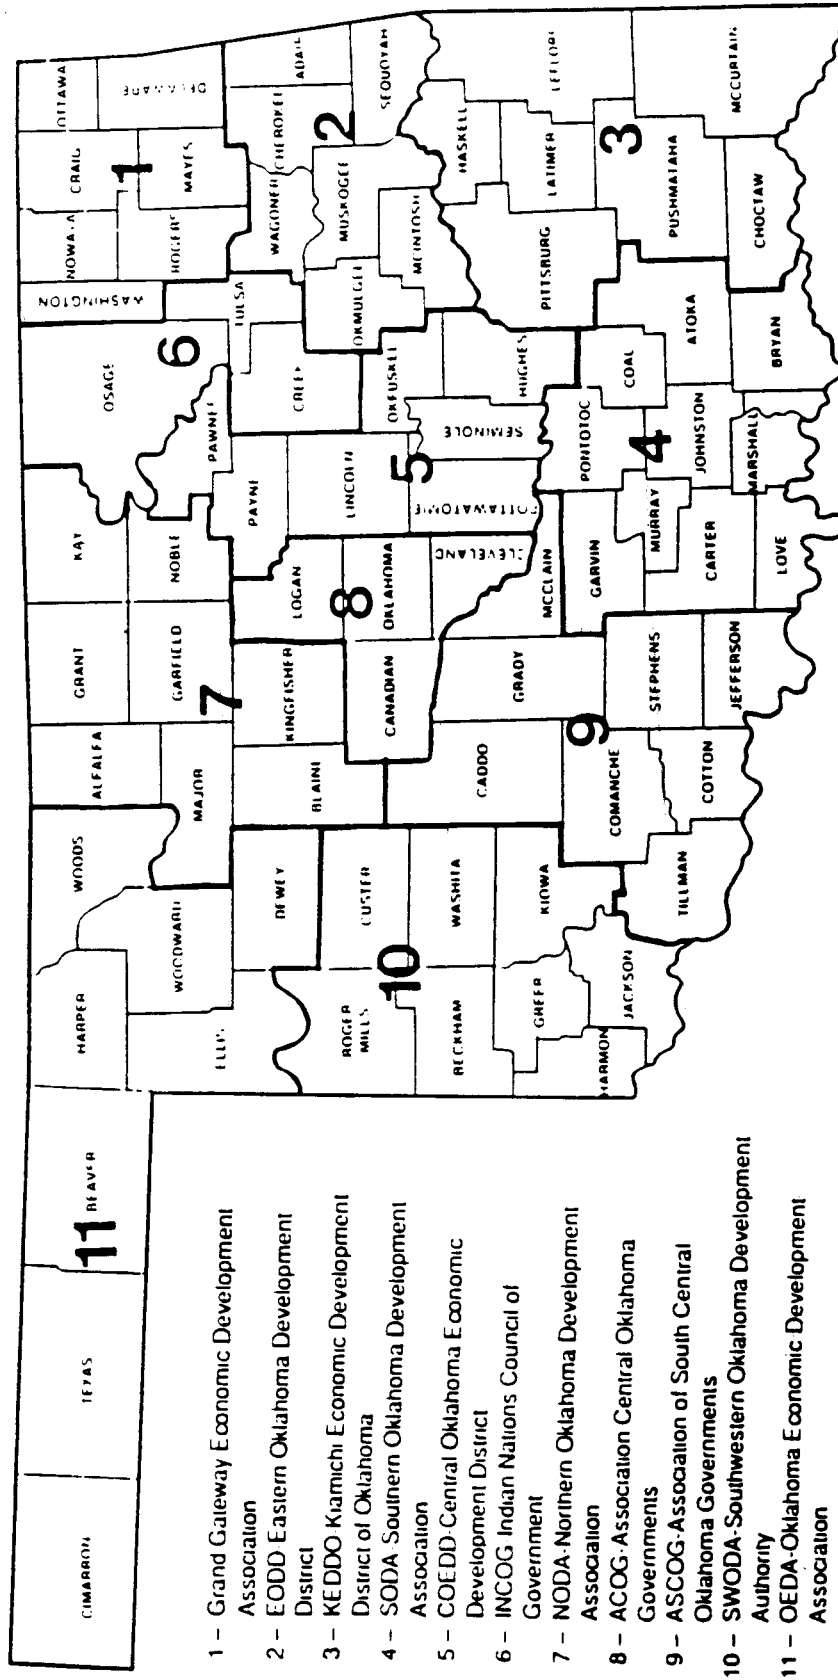 CIMARRON
TEXAS
BEAVER
11
HARPER
WOODS
ALFALFA
GRANT
KAY
OSAGE
WASHINGTON
NOWATA
CRAIG
OTTAWA
ELLIS
WOODWARD
MAJOR
GARFIELD
7
NOBLE
PAWNEE
6
TULSA
ROGERS
MAYES
1
DELAWARE
ROGER
MILLS
DEWEY
CUSTER
BLAINE
KINGFISHER
LOGAN
PAYNE
CREEK
WAGONER
CHEROKEE
ADAIR
10
CANADIAN
8
OKLAHOMA
LINCOLN
OKMULGEE
MUSKOGEE
2
SEQUOYAH
BECKHAM
WASHITA
CADDO
GRADY
MCCLAIN
CLEVELAND
POTTAWATOMIE
5
SEMINOLE
OKFUSKEE
HUGHES
MCINTOSH
HASKELL
HARMON
GREER
KIOWA
COMANCHE
9
GARVIN
PONTOTOC
PITTSBURG
LATIMER
LEFLORE
JACKSON
TILLMAN
COTTON
STEPHENS
MURRAY
4
COAL
ATOKA
PUSHMATAHA
3
MCCURTAIN
JEFFERSON
CARTER
JOHNSTON
LOVE
MARSHALL
BRYAN
CHOCTAW
1 – Grand Gateway Economic Development
Association
2 – EODD Eastern Oklahoma Development
District
3 – KEDDO-Kiamichi Economic Development
District of Oklahoma
4 – SODA-Southern Oklahoma Development
Association
5 – COEDD-Central Oklahoma Economic
Development District
6 – INCOG Indian Nations Council of
Government
7 – NODA-Northern Oklahoma Development
Association
8 – ACOG-Association Central Oklahoma
Governments
9 – ASCOG-Association of South Central
Oklahoma Governments
10 – SWODA-Southwestern Oklahoma Development
Authority
11 – OEDA-Oklahoma Economic Development
Association